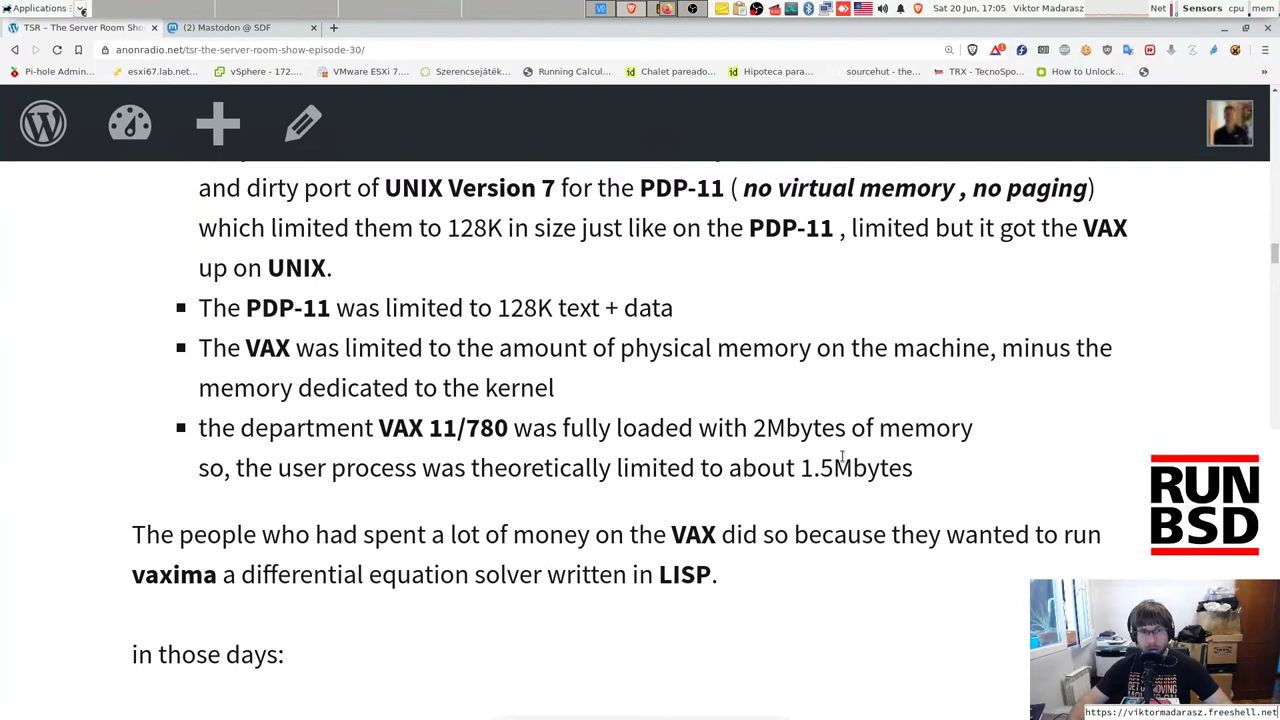 Applications
Sat 20 Jun, 17:05 Viktor Madarasz
Net Sensors cpu mem
TSR – The Server Room Sho
(2) Mastodon @ SDF
anonradio.net/tsr-the-server-room-show-episode-30/
Pi-hole Admin...
esxi67.lab.net...
vSphere - 172....
VMware ESXi 7....
Szerencsejáték...
Running Calcul...
Chalet pareado...
Hipoteca para...
sourcehut - the...
TRX – TecnoSpo...
How to Unlock...
and dirty port of UNIX Version 7 for the PDP-11 ( no virtual memory , no paging)
which limited them to 128K in size just like on the PDP-11 , limited but it got the VAX
up on UNIX.
The PDP-11 was limited to 128K text + data
The VAX was limited to the amount of physical memory on the machine, minus the
memory dedicated to the kernel
the department VAX 11/780 was fully loaded with 2Mbytes of memory
so, the user process was theoretically limited to about 1.5Mbytes
RUN
BSD
The people who had spent a lot of money on the VAX did so because they wanted to run
vaxima a differential equation solver written in LISP.
in those days:
https://viktormadarasz.freeshell.net